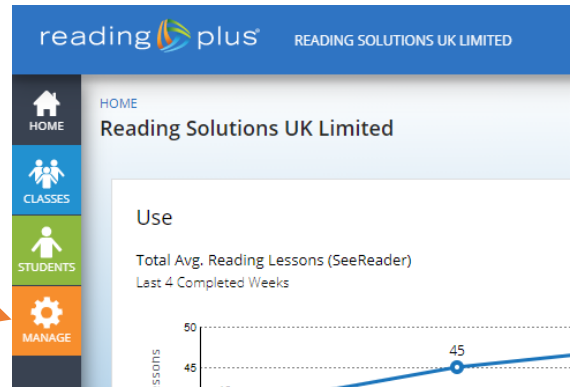 reading plus®
READING SOLUTIONS UK LIMITED
HOME
HOME
Reading Solutions UK Limited
CLASSES
STUDENTS
MANAGE
Use
Total Avg. Reading Lessons (SeeReader)
Last 4 Completed Weeks
50
45
45